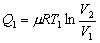 Q₁ = μRT₁ ln V₂/V₁